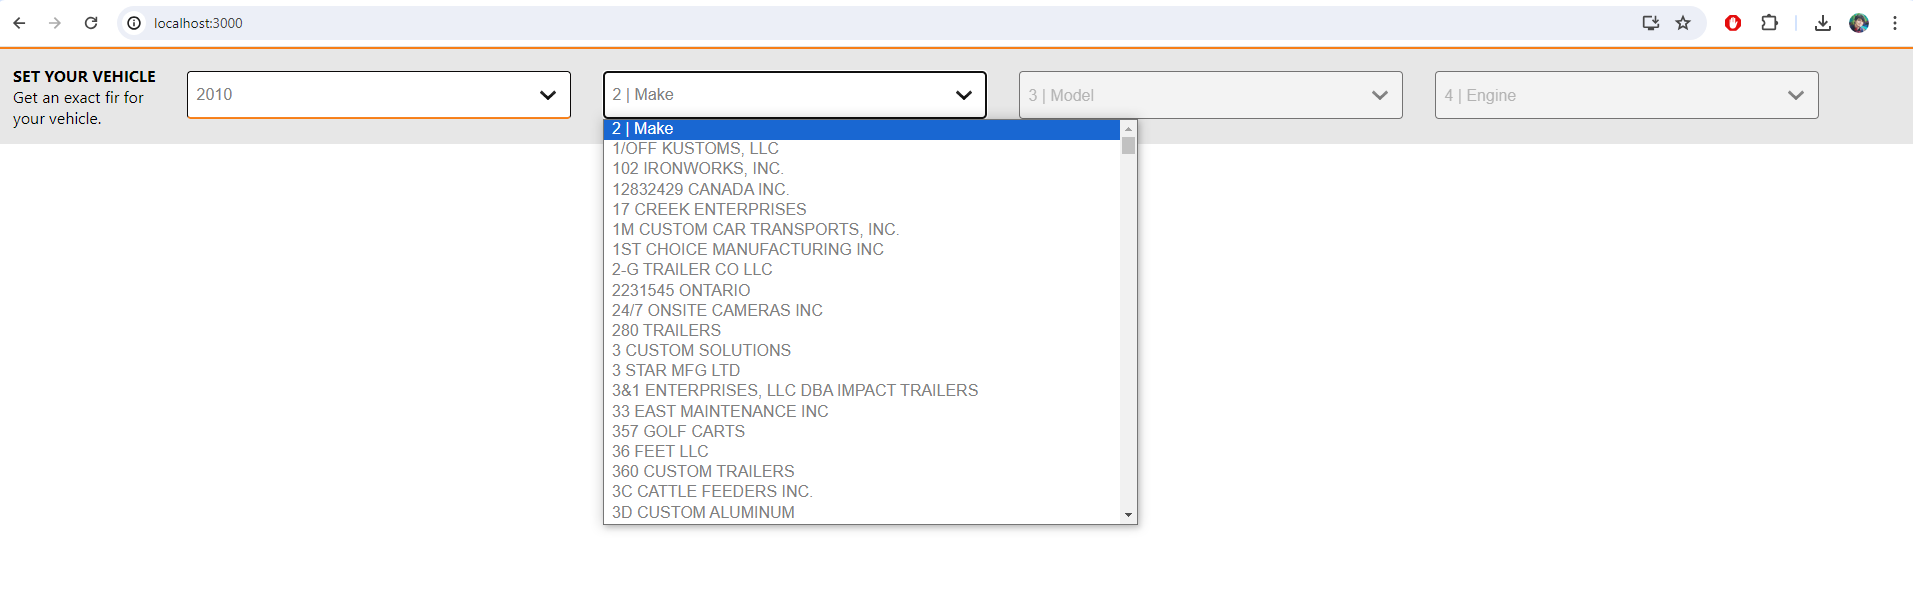 localhost:3000
SET YOUR VEHICLE
Get an exact fir for
your vehicle.
2010
2 | Make
3 | Model
4 | Engine
2 | Make
1/OFF KUSTOMS, LLC
102 IRONWORKS, INC.
12832429 CANADA INC.
17 CREEK ENTERPRISES
1M CUSTOM CAR TRANSPORTS, INC.
1ST CHOICE MANUFACTURING INC
2-G TRAILER CO LLC
2231545 ONTARIO
24/7 ONSITE CAMERAS INC
280 TRAILERS
3 CUSTOM SOLUTIONS
3 STAR MFG LTD
3&1 ENTERPRISES, LLC DBA IMPACT TRAILERS
33 EAST MAINTENANCE INC
357 GOLF CARTS
36 FEET LLC
360 CUSTOM TRAILERS
3C CATTLE FEEDERS INC.
3D CUSTOM ALUMINUM